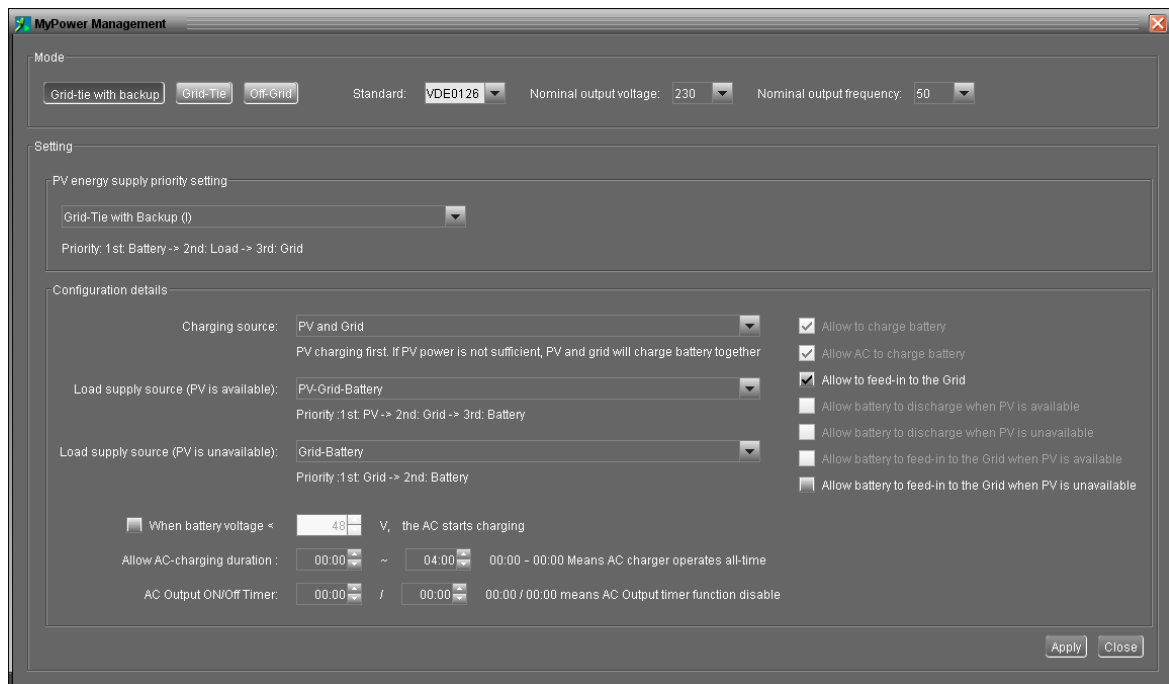 MyPower Management
Mode
Grid-tie with backup Grid-Tie Off-Grid Standard: VDE0126 Nominal output voltage: 230 Nominal output frequency: 50
Setting
PV energy supply priority setting
Grid-Tie with Backup (I)
Priority: 1st: Battery -> 2nd: Load -> 3rd: Grid
Configuration details
Charging source: PV and Grid
PV charging first. If PV power is not sufficient, PV and grid will charge battery together
Load supply source (PV is available): PV-Grid-Battery
Priority :1st: PV -> 2nd: Grid -> 3rd: Battery
Load supply source (PV is unavailable): Grid-Battery
Priority :1st: Grid -> 2nd: Battery
Allow to charge battery
Allow AC to charge battery
Allow to feed-in to the Grid
Allow battery to discharge when PV is available
Allow battery to discharge when PV is unavailable
Allow battery to feed-in to the Grid when PV is available
Allow battery to feed-in to the Grid when PV is unavailable
When battery voltage < 48 V, the AC starts charging
Allow AC-charging duration : 00:00 ~ 04:00 00:00 - 00:00 Means AC charger operates all-time
AC Output ON/Off Timer: 00:00 / 00:00 00:00 / 00:00 means AC Output timer function disable
Apply Close